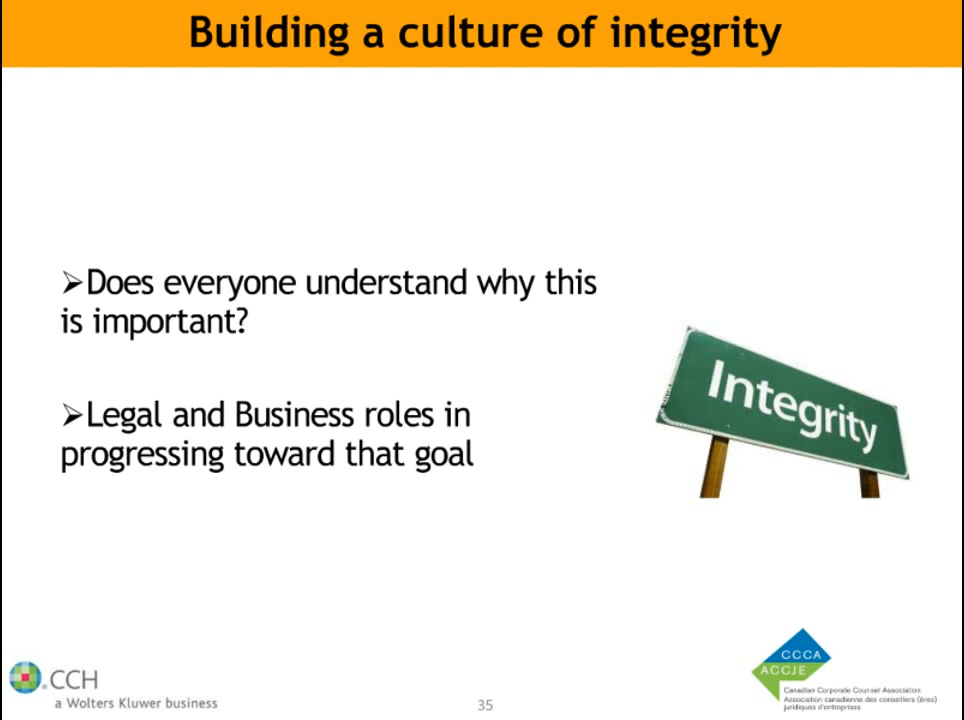 Building a culture of integrity
➢Does everyone understand why this
is important?
➢Legal and Business roles in
progressing toward that goal
Integrity
.CCH
a Wolters Kluwer business
35
CCCA
ACCJE
Canadian Corporate Counsel Association
Association canadienne des conseillers (ères)
juridiques d'entreprises